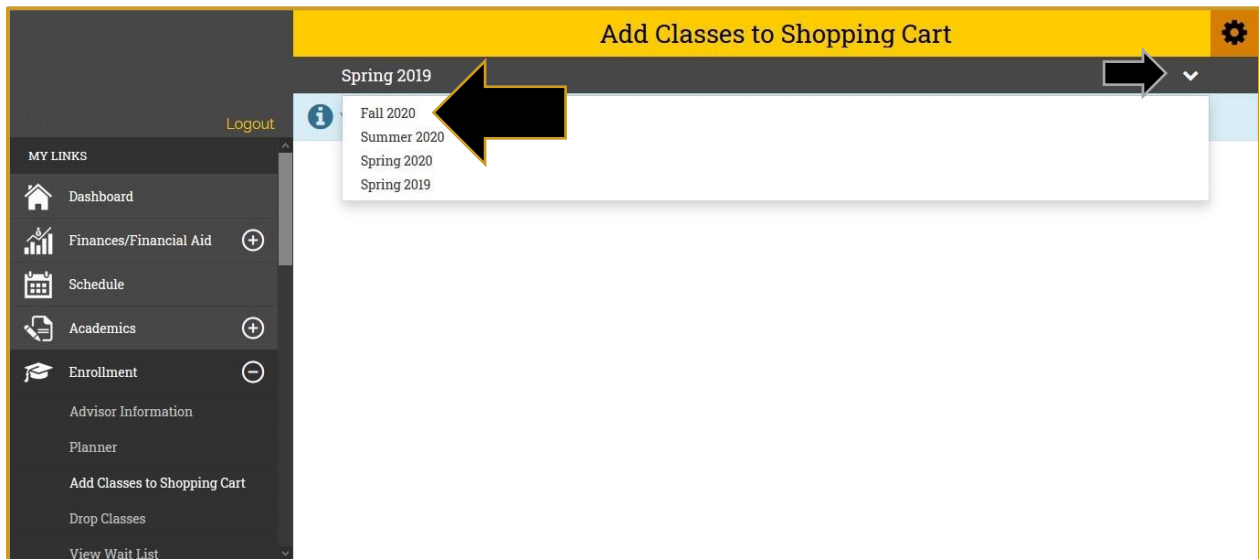 Add Classes to Shopping Cart
Spring 2019
Fall 2020
Summer 2020
Spring 2020
Spring 2019
Logout
MY LINKS
Dashboard
Finances/Financial Aid
Schedule
Academics
Enrollment
Advisor Information
Planner
Add Classes to Shopping Cart
Drop Classes
View Wait List